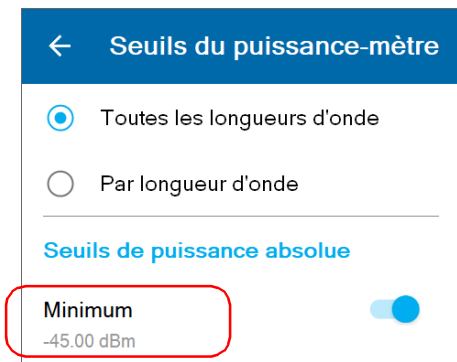 Seuils du puissance-mètre
Toutes les longueurs d'onde
Par longueur d'onde
Seuils de puissance absolue
Minimum
-45.00 dBm